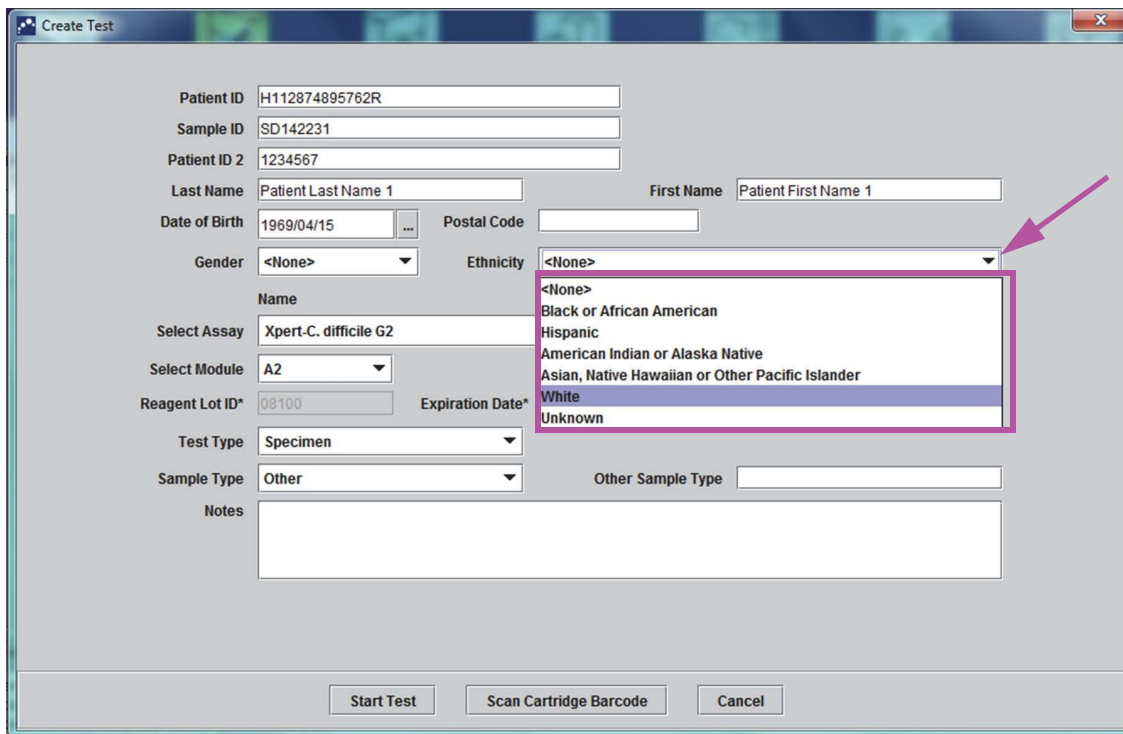 Create Test
Patient ID H112874895762R
Sample ID SD142231
Patient ID 2 1234567
Last Name Patient Last Name 1 First Name Patient First Name 1
Date of Birth 1969/04/15 ... Postal Code
Gender <None> Ethnicity <None>
<None>
Black or African American
Hispanic
American Indian or Alaska Native
Asian, Native Hawaiian or Other Pacific Islander
White
Unknown
Name
Select Assay Xpert-C. difficile G2
Select Module A2
Reagent Lot ID* 08100 Expiration Date*
Test Type Specimen
Sample Type Other Other Sample Type
Notes
Start Test Scan Cartridge Barcode Cancel